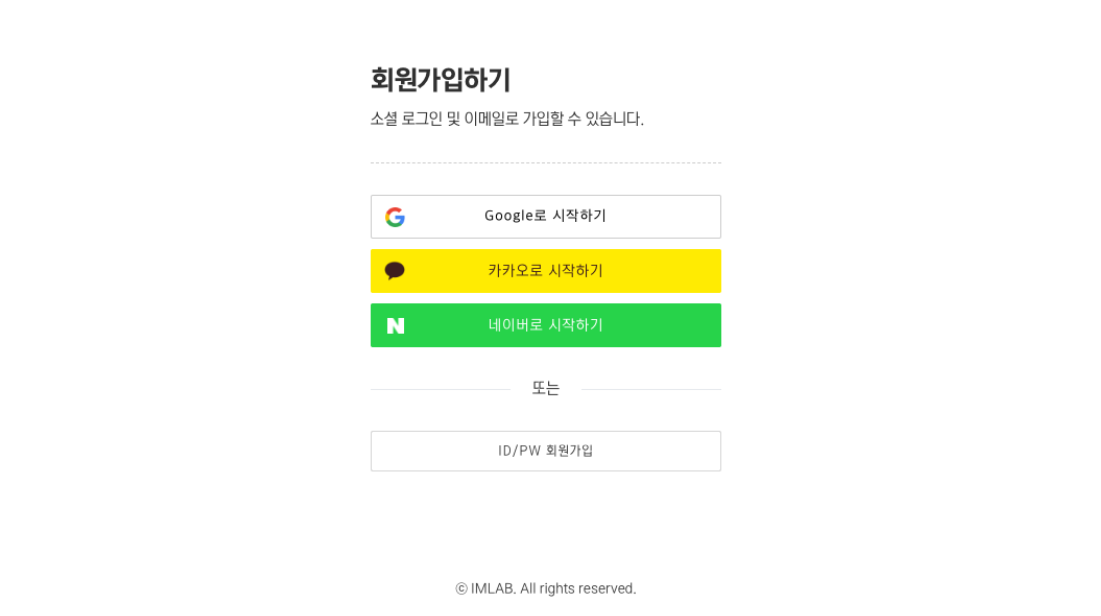 회원가입하기
소셜 로그인 및 이메일로 가입할 수 있습니다.
Google로 시작하기
카카오로 시작하기
네이버로 시작하기
또는
ID/PW 회원가입
© IMLAB. All rights reserved.